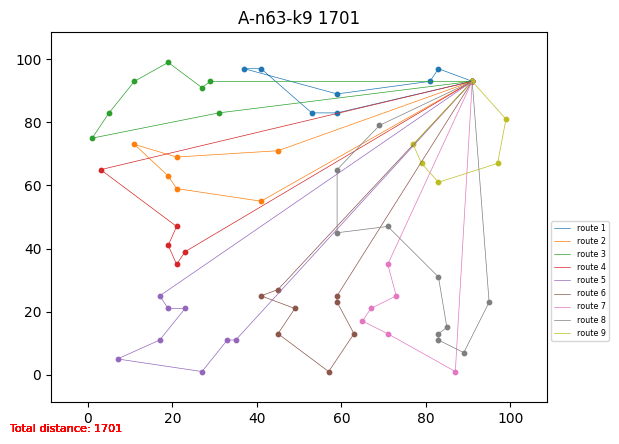 A-n63-k9 1701
100
80
60
40
20
0
0 20 40 60 80 100
route 1
route 2
route 3
route 4
route 5
route 6
route 7
route 8
route 9
Total distance: 1701